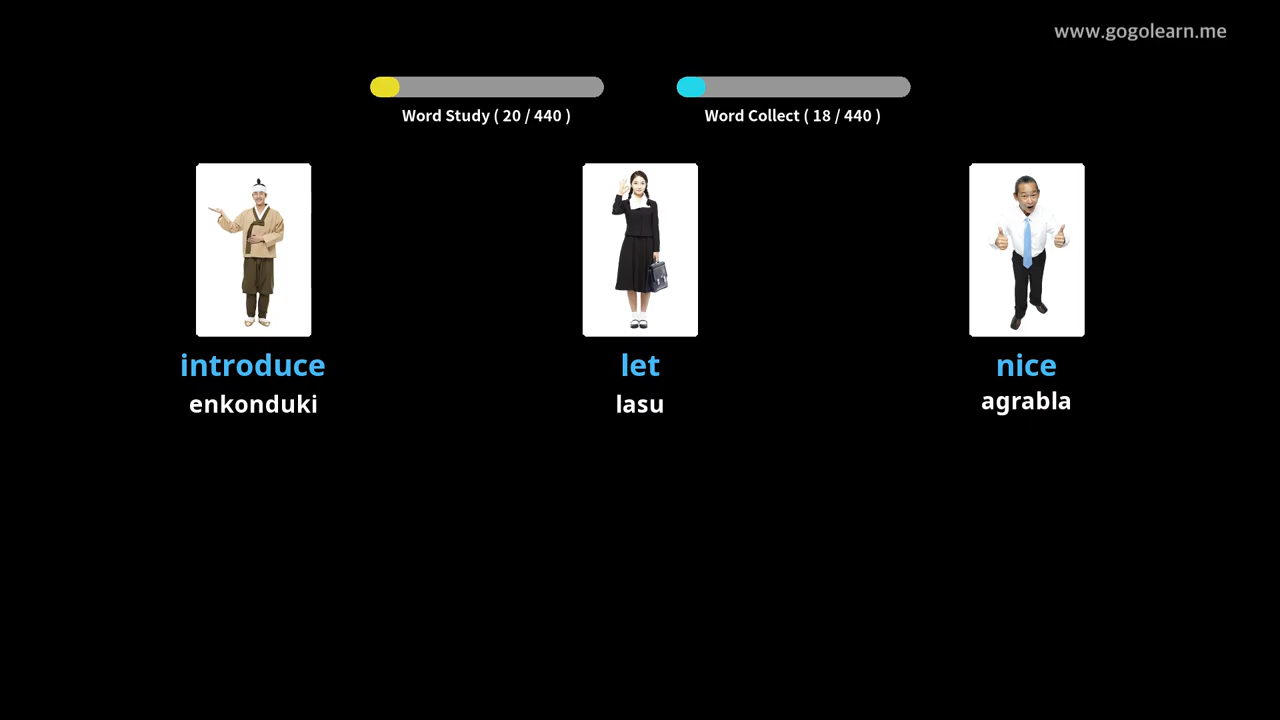 www.gogolearn.me
Word Study ( 20 / 440 )
Word Collect ( 18 / 440 )
introduce
enkonduki
let
lasu
nice
agrabla